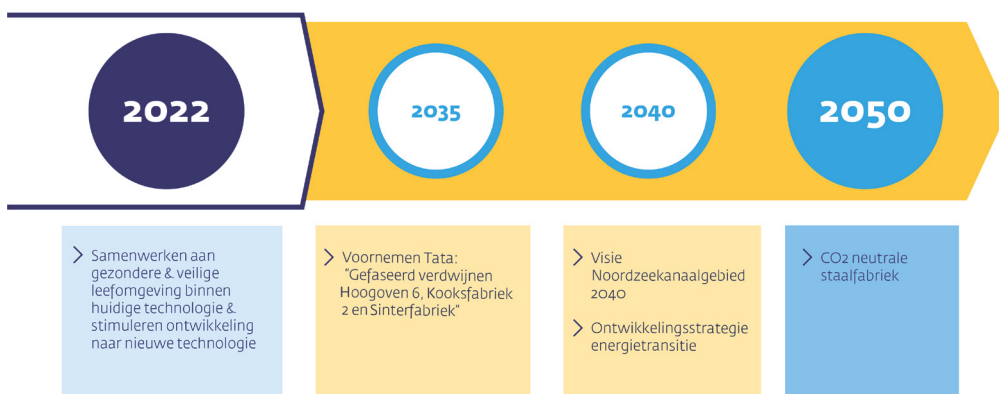 2022
2035
2040
2050
Samenwerken aan
gezondere & veilige
leefomgeving binnen
huidige technologie &
stimuleren ontwikkeling
naar nieuwe technologie
Voornemen Tata:
"Gefaseerd verdwijnen
Hoogoven 6, Kooksfabriek
2 en Sinterfabriek"
Visie
Noordzeekanaalgebied
2040
Ontwikkelingsstrategie
energietransitie
CO2 neutrale
staalfabriek